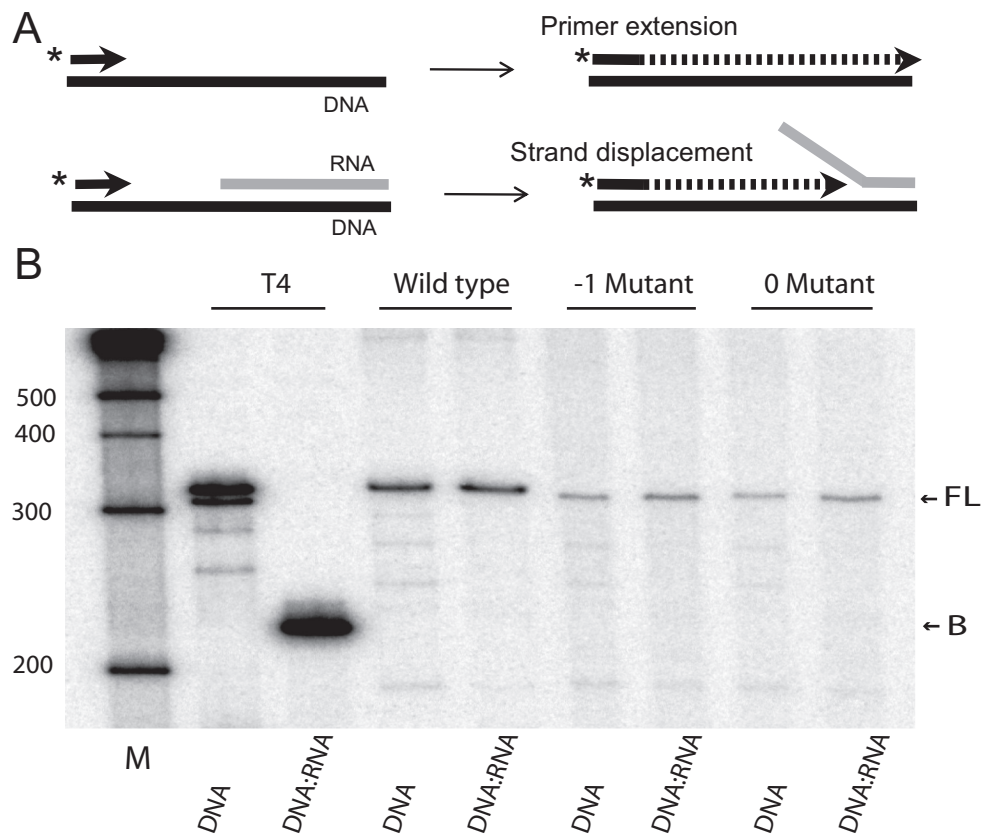 A
*
DNA
Primer extension
*
RNA
*
DNA
Strand displacement
*
B
T4
Wild type
-1 Mutant
0 Mutant
500
400
300
200
← FL
← B
M
DNA
DNA:RNA
DNA
DNA:RNA
DNA
DNA:RNA
DNA
DNA:RNA